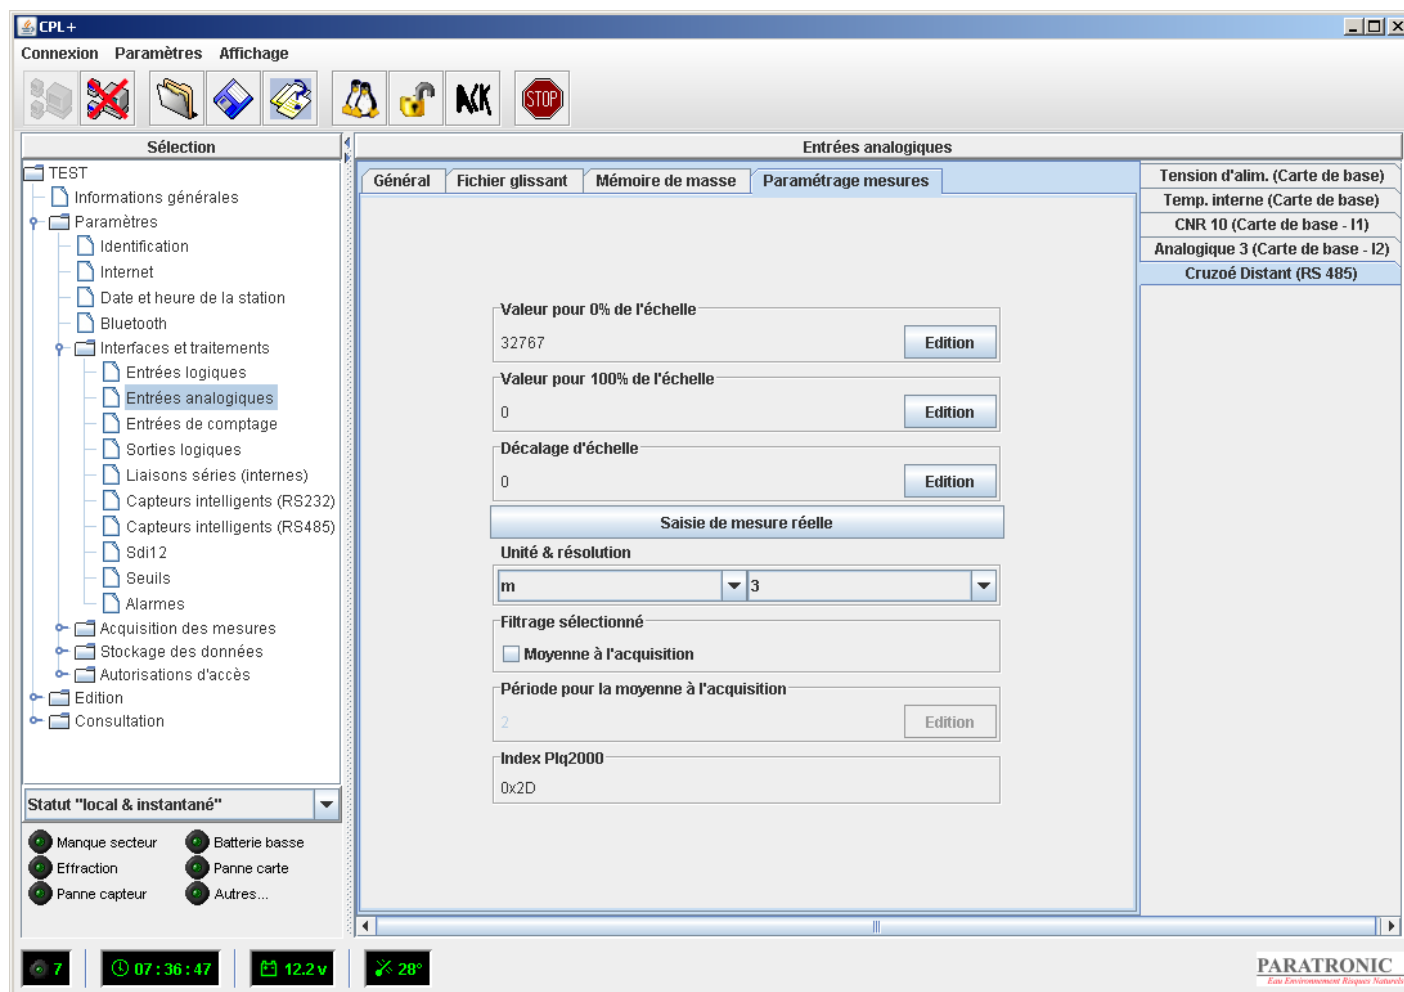 CPL+
Connexion Paramètres Affichage
ACK
STOP
Sélection
TEST
Informations générales
Paramètres
Identification
Internet
Date et heure de la station
Bluetooth
Interfaces et traitements
Entrées logiques
Entrées analogiques
Entrées de comptage
Sorties logiques
Liaisons séries (internes)
Capteurs intelligents (RS232)
Capteurs intelligents (RS485)
Sdi12
Seuils
Alarmes
Acquisition des mesures
Stockage des données
Autorisations d'accès
Edition
Consultation
Statut "local & instantané"
Manque secteur Batterie basse
Effraction Panne carte
Panne capteur Autres...
Entrées analogiques
Général Fichier glissant Mémoire de masse Paramétrage mesures
Valeur pour 0% de l'échelle
32767 Edition
Valeur pour 100% de l'échelle
0 Edition
Décalage d'échelle
0 Edition
Saisie de mesure réelle
Unité & résolution
m 3
Filtrage sélectionné
Moyenne à l'acquisition
Période pour la moyenne à l'acquisition
2 Edition
Index Plq2000
0x2D
Tension d'alim. (Carte de base)
Temp. interne (Carte de base)
CNR 10 (Carte de base - I1)
Analogique 3 (Carte de base - I2)
Cruzoé Distant (RS 485)
7 07:36:47 12.2 v 28°
PARATRONIC
Eau Environnement Risques Naturels